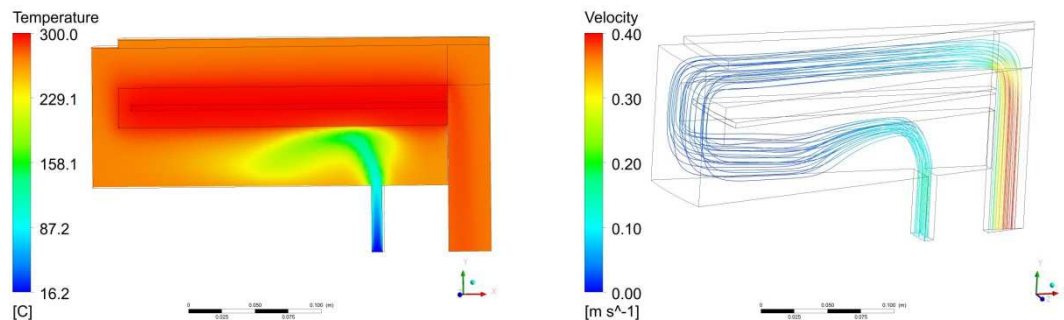 Temperature
300.0
229.1
158.1
87.2
16.2
[C]
0 0.050 0.100 (m)
0.025 0.075
Y
X
Velocity
0.40
0.30
0.20
0.10
0.00
[m s^-1]
0 0.050 0.100 (m)
0.025 0.075
Y
X